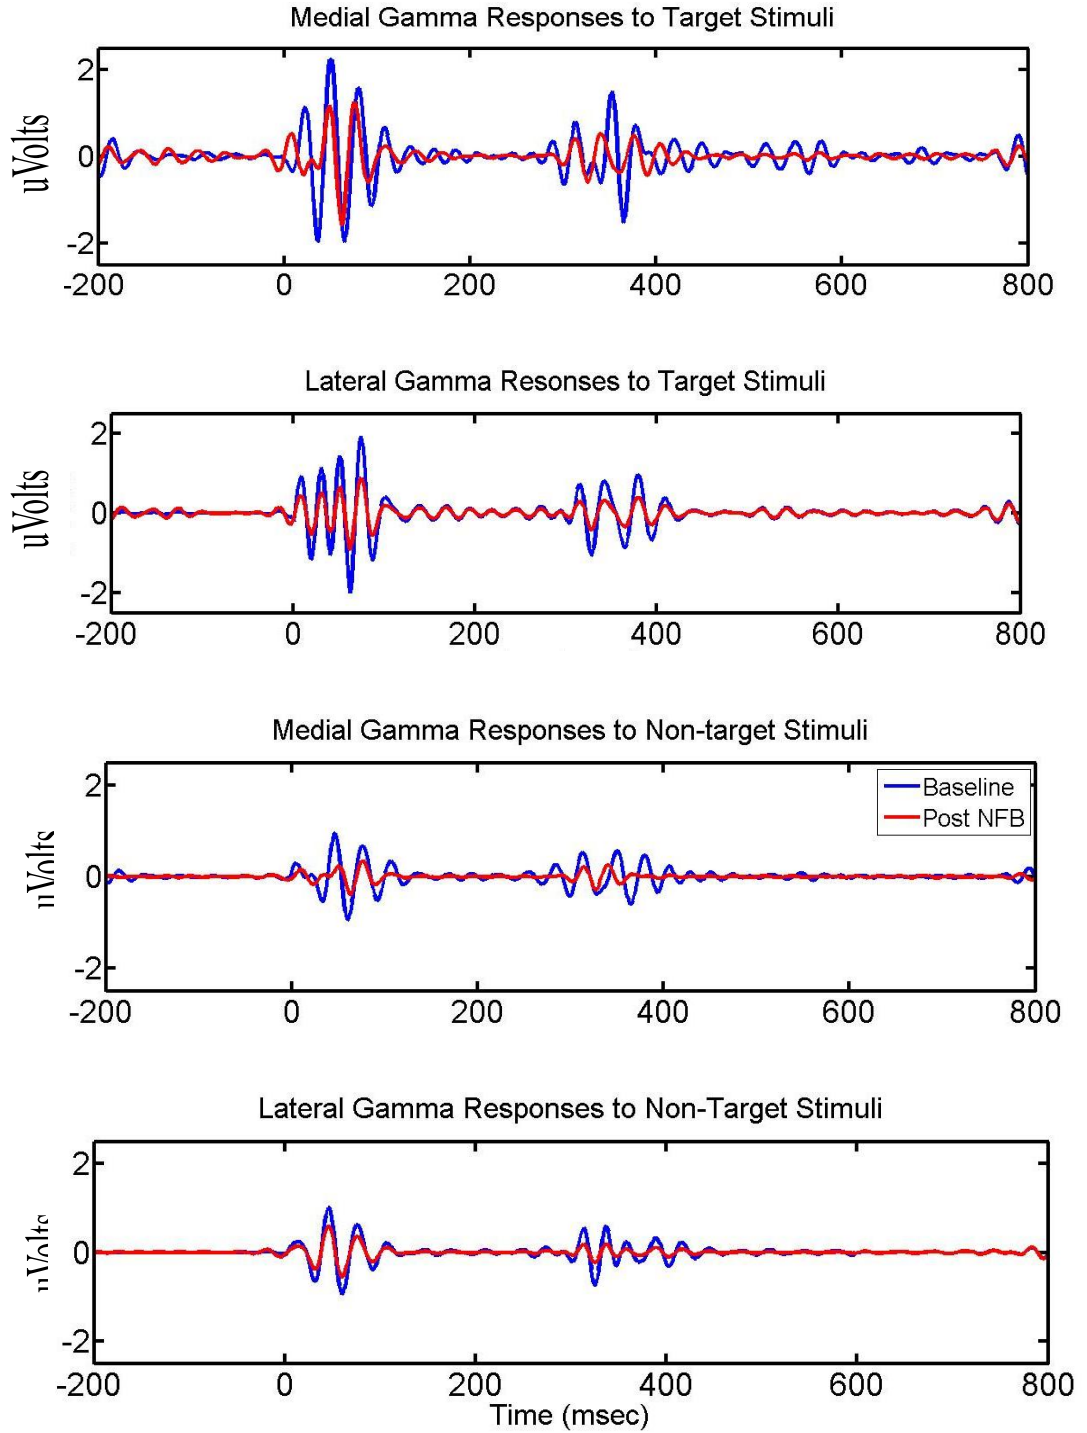 Medial Gamma Responses to Target Stimuli
uVolts
2
0
-2
-200 0 200 400 600 800
Lateral Gamma Resonses to Target Stimuli
uVolts
2
0
-2
-200 0 200 400 600 800
Medial Gamma Responses to Non-target Stimuli
uVolts
2
0
-2
Baseline
Post NFB
-200 0 200 400 600 800
Lateral Gamma Responses to Non-Target Stimuli
uVolts
2
0
-2
-200 0 200 400 600 800
Time (msec)